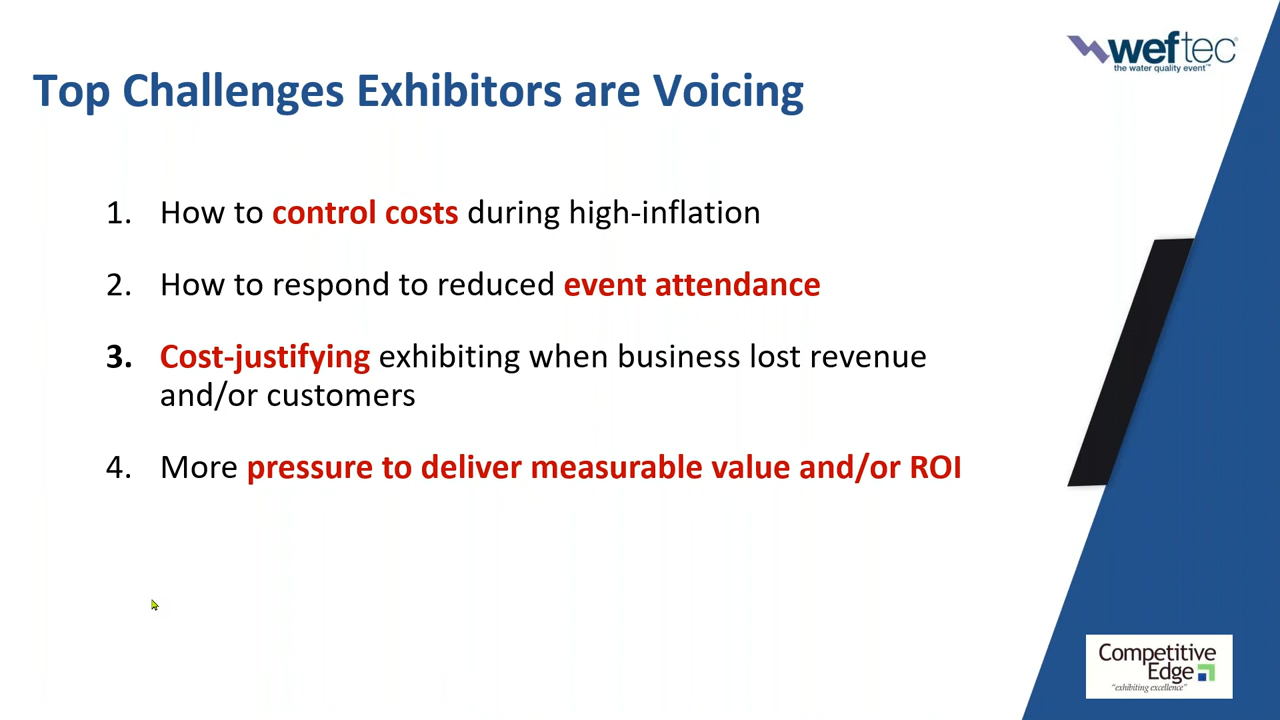 weftec®
the water quality event™
Top Challenges Exhibitors are Voicing
1. How to control costs during high-inflation
2. How to respond to reduced event attendance
3. Cost-justifying exhibiting when business lost revenue
and/or customers
4. More pressure to deliver measurable value and/or ROI
Competitive
Edge
"exhibiting excellence"